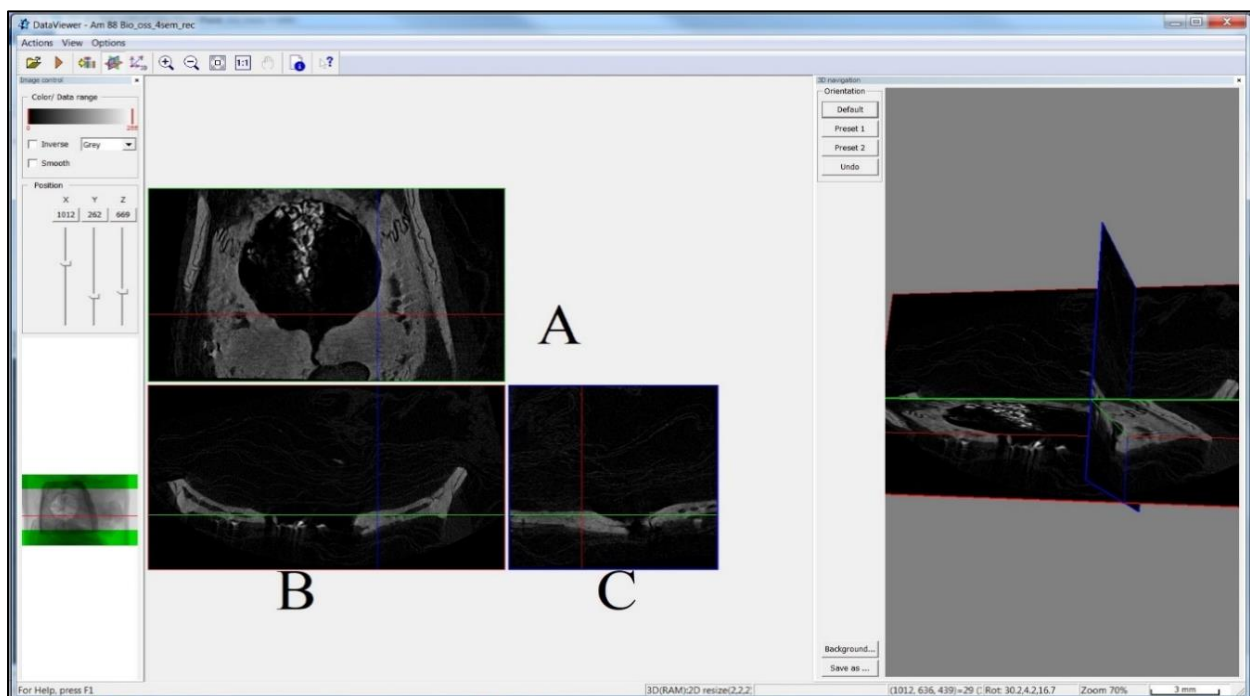 DataViewer - Am 88 Bio_oss_4sem_rec
Actions View Options
1:1
Image control
3D navigation
Color/ Data range
0
Inverse Grey
Smooth
Position
X Y Z
1012 262 669
Orientation
Default
Preset 1
Preset 2
Undo
A
B
C
Background...
Save as ...
For Help, press F1
3D(RAM):2D resize(2,2,2)
(1012, 636, 439)=29 (
Rot: 30.2,4.2,16.7
Zoom 70%
3 mm